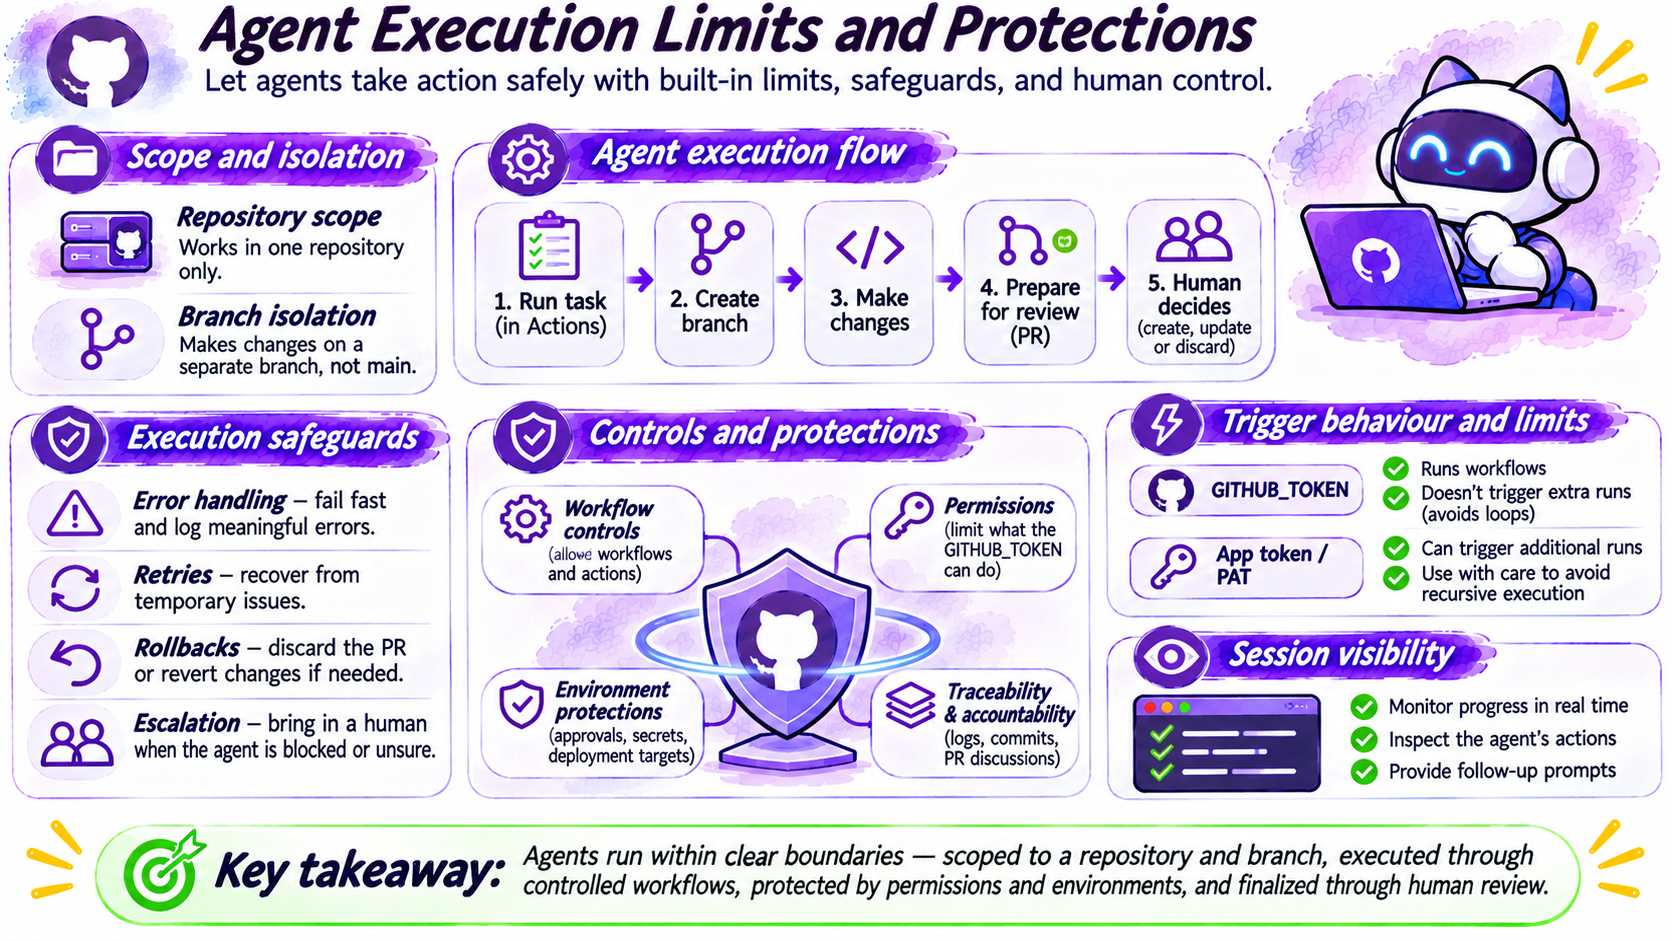 Agent Execution Limits and Protections
Let agents take action safely with built-in limits, safeguards, and human control.
Scope and isolation
Repository scope
Works in one repository
only.
Branch isolation
Makes changes on a
separate branch, not main.
Agent execution flow
1. Run task
(in Actions)
2. Create
branch
3. Make
changes
4. Prepare
for review
(PR)
5. Human
decides
(create, update
or discard)
Execution safeguards
Error handling – fail fast
and log meaningful errors.
Retries – recover from
temporary issues.
Rollbacks – discard the PR
or revert changes if needed.
Escalation – bring in a human
when the agent is blocked or unsure.
Controls and protections
Workflow
controls
workflows
and actions)
Permissions
(limit what the
GITHUB_TOKEN
can do)
Environment
protections
(approvals, secrets,
deployment targets)
Traceability
& accountability
(logs, commits,
PR discussions)
Trigger behaviour and limits
GITHUB_TOKEN
Runs workflows
Doesn't trigger extra runs
(avoids loops)
App token /
PAT
Can trigger additional runs
Use with care to avoid
recursive execution
Session visibility
Monitor progress in real time
Inspect the agent's actions
Provide follow-up prompts
Key takeaway:
Agents run within clear boundaries — scoped to a repository and branch, executed through
controlled workflows, protected by permissions and environments, and finalized through human review.